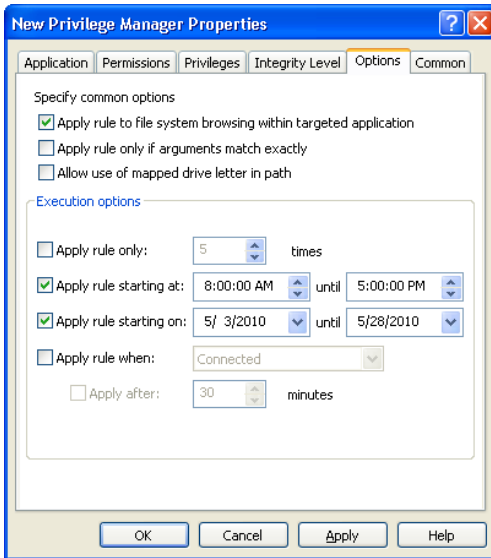 New Privilege Manager Properties
Application Permissions Privileges Integrity Level Options Common
Specify common options
Apply rule to file system browsing within targeted application
Apply rule only if arguments match exactly
Allow use of mapped drive letter in path
Execution options
Apply rule only: 5 times
Apply rule starting at: 8:00:00 AM until 5:00:00 PM
Apply rule starting on: 5/ 3/2010 until 5/28/2010
Apply rule when: Connected
Apply after: 30 minutes
OK Cancel Apply Help